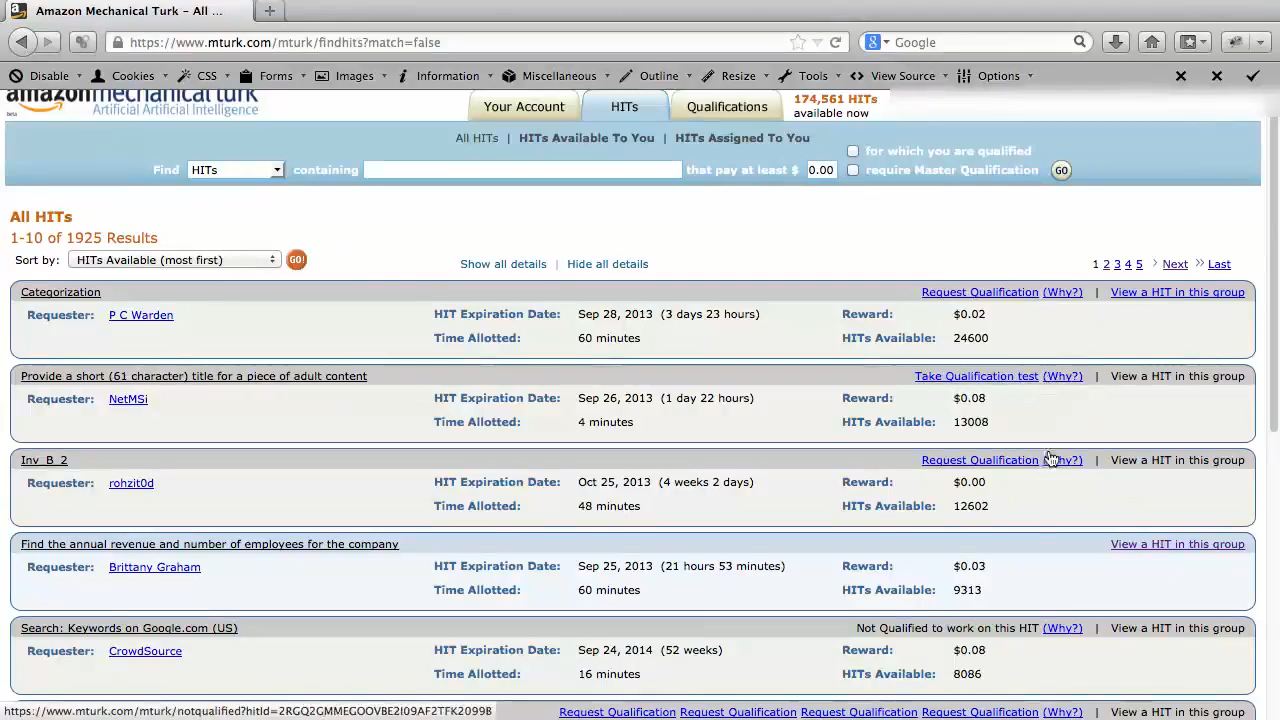 Amazon Mechanical Turk – All ...
https://www.mturk.com/mturk/findhits?match=false
Google
Disable Cookies CSS Forms Images Information Miscellaneous Outline Resize Tools View Source Options
amazonmechanical turk
beta
Artificial Artificial Intelligence
Your Account HITs Qualifications 174,561 HITs
available now
All HITs | HITs Available To You | HITs Assigned To You
for which you are qualified
Find HITs containing that pay at least $ 0.00 require Master Qualification GO
All HITs
1-10 of 1925 Results
Sort by: HITs Available (most first) GO! Show all details | Hide all details 1 2 3 4 5 › Next ›› Last
Categorization Request Qualification (Why?) | View a HIT in this group
Requester: P C Warden HIT Expiration Date: Sep 28, 2013 (3 days 23 hours) Reward: $0.02
Time Allotted: 60 minutes HITs Available: 24600
Provide a short (61 character) title for a piece of adult content Take Qualification test (Why?) | View a HIT in this group
Requester: NetMSi HIT Expiration Date: Sep 26, 2013 (1 day 22 hours) Reward: $0.08
Time Allotted: 4 minutes HITs Available: 13008
Inv_B_2 Request Qualification (Why?) | View a HIT in this group
Requester: rohzit0d HIT Expiration Date: Oct 25, 2013 (4 weeks 2 days) Reward: $0.00
Time Allotted: 48 minutes HITs Available: 12602
Find the annual revenue and number of employees for the company View a HIT in this group
Requester: Brittany Graham HIT Expiration Date: Sep 25, 2013 (21 hours 53 minutes) Reward: $0.03
Time Allotted: 60 minutes HITs Available: 9313
Search: Keywords on Google.com (US) Not Qualified to work on this HIT (Why?) | View a HIT in this group
Requester: CrowdSource HIT Expiration Date: Sep 24, 2014 (52 weeks) Reward: $0.08
Time Allotted: 16 minutes HITs Available: 8086
https://www.mturk.com/mturk/notqualified?hitId=2RGQ2GMMEGOOVBE2I09AF2TFK2099B Request Qualification Request Qualification Request Qualification Request Qualification (Why?) | View a HIT in this group